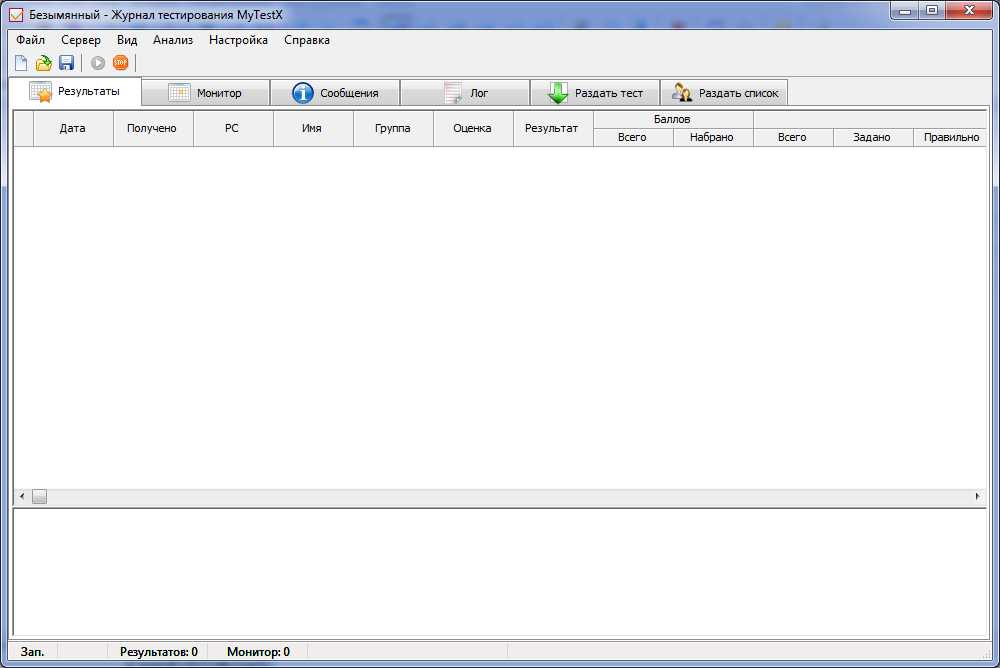 Безымянный - Журнал тестирования MyTestX
Файл Сервер Вид Анализ Настройка Справка
STOP
Результаты Монитор Сообщения Лог Раздать тест Раздать список
Дата Получено PC Имя Группа Оценка Результат Баллов
Всего Набрано Всего Задано Правильно
Зап. Результатов: 0 Монитор: 0